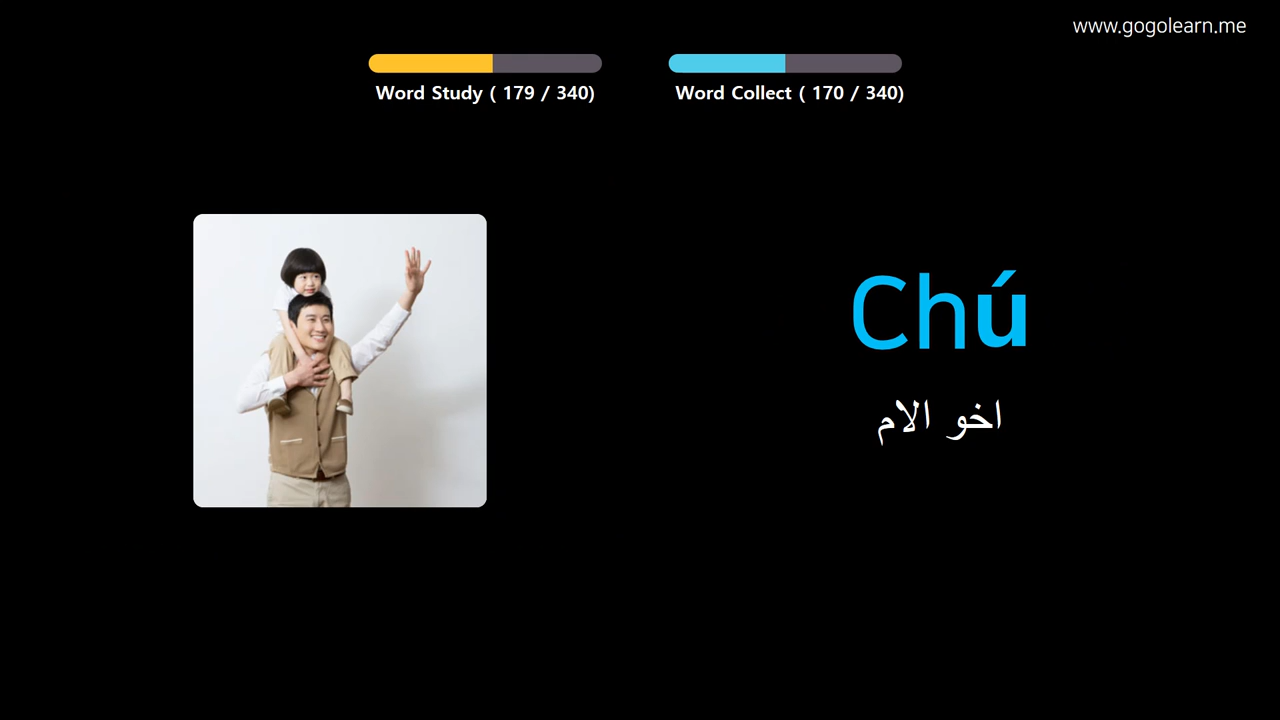 www.gogolearn.me
Word Study ( 179 / 340)
Word Collect ( 170 / 340)
Chú
اخو الام